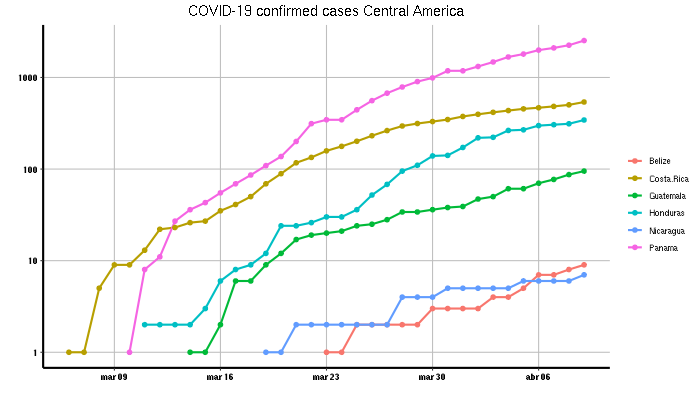 COVID-19 confirmed cases Central America
1000
100
10
1
mar 09
mar 16
mar 23
mar 30
abr 06
Belize
Costa.Rica
Guatemala
Honduras
Nicaragua
Panama